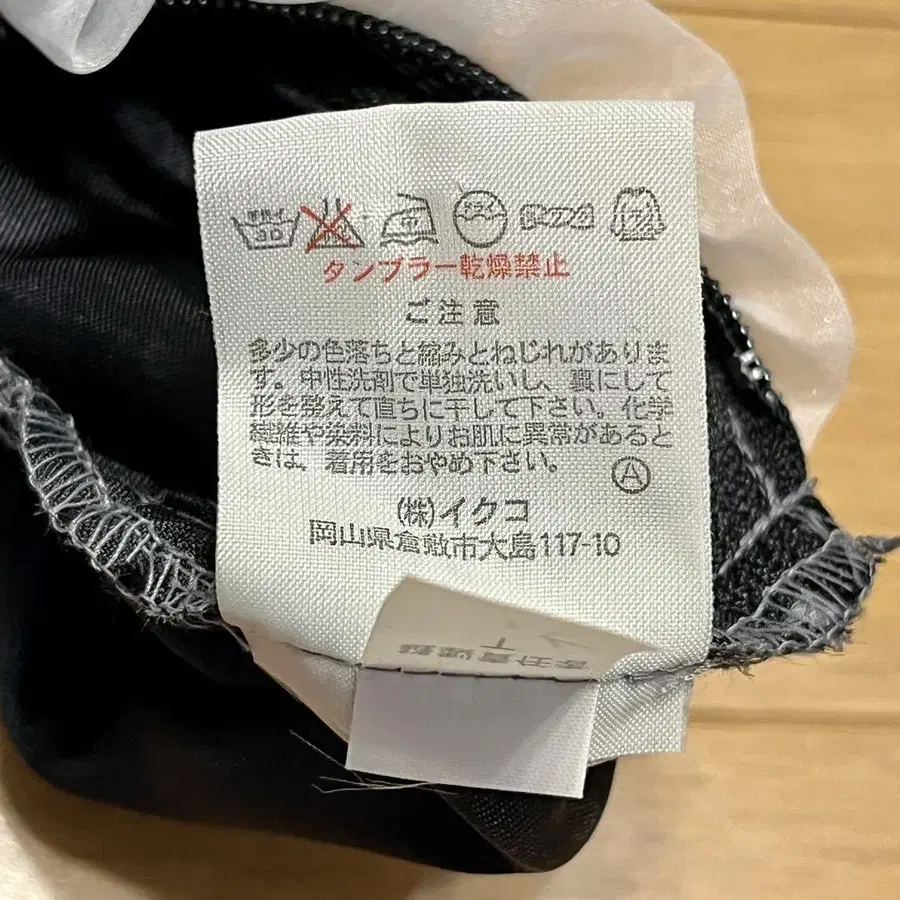 30
中
ドライ
タンブラー乾燥禁止
ご注意
多少の色落ちと縮みとねじれがありま
す。中性洗剤で単独洗いし、裏にして
形を整えて直ちに干して下さい。化学
繊維や染料によりお肌に異常があると
きは、着用をおやめ下さい。
A
(株)イクコ
岡山県倉敷市大島117-10